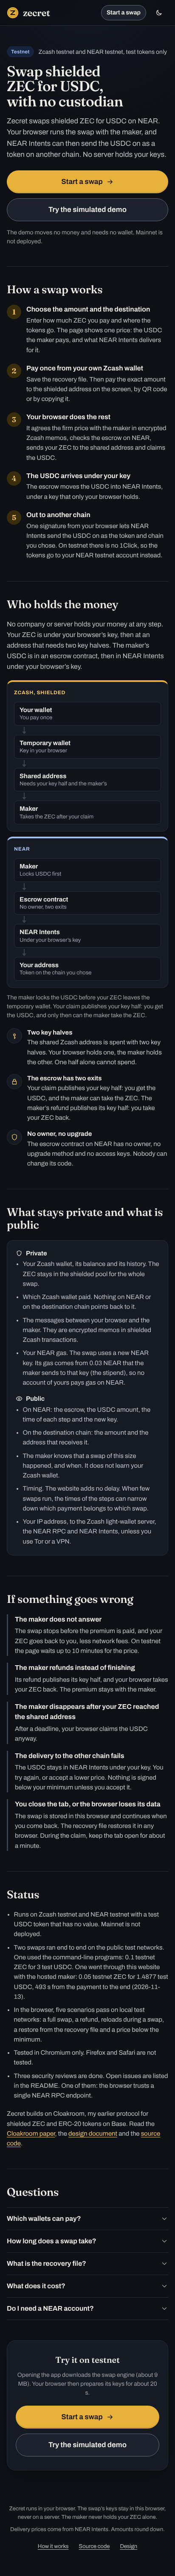 zecret
Start a swap
Testnet
Zcash testnet and NEAR testnet, test tokens only
Swap shielded
ZEC for USDC,
with no custodian
Zecret swaps shielded ZEC for USDC on NEAR.
Your browser runs the swap with the maker, and
NEAR Intents can then send the USDC on as a
token on another chain. No server holds your keys.
Start a swap →
Try the simulated demo
The demo moves no money and needs no wallet. Mainnet is
not deployed.
How a swap works
1
Choose the amount and the destination
Enter how much ZEC you pay and where the
tokens go. The page shows one price: the USDC
the maker pays, and what NEAR Intents delivers
for it.
2
Pay once from your own Zcash wallet
Save the recovery file. Then pay the exact amount
to the shielded address on the screen, by QR code
or by copying it.
3
Your browser does the rest
It agrees the firm price with the maker in encrypted
Zcash memos, checks the escrow on NEAR,
sends your ZEC to the shared address and claims
the USDC.
4
The USDC arrives under your key
The escrow moves the USDC into NEAR Intents,
under a key that only your browser holds.
5
Out to another chain
One signature from your browser lets NEAR
Intents send the USDC on as the token and chain
you chose. On testnet there is no 1Click, so the
tokens go to your NEAR testnet account instead.
Who holds the money
No company or server holds your money at any step.
Your ZEC is under your browser's key, then at an
address that needs two key halves. The maker's
USDC is in an escrow contract, then in NEAR Intents
under your browser's key.
ZCASH, SHIELDED
Your wallet
You pay once
Temporary wallet
Key in your browser
Shared address
Needs your key half and the maker's
Maker
Takes the ZEC after your claim
NEAR
Maker
Locks USDC first
Escrow contract
No owner, two exits
NEAR Intents
Under your browser's key
Your address
Token on the chain you chose
The maker locks the USDC before your ZEC leaves the
temporary wallet. Your claim publishes your key half: you get
the USDC, and only then can the maker take the ZEC.
Two key halves
The shared Zcash address is spent with two key
halves. Your browser holds one, the maker holds
the other. One half alone cannot spend.
The escrow has two exits
Your claim publishes your key half: you get the
USDC, and the maker can take the ZEC. The
maker's refund publishes its key half: you take
your ZEC back.
No owner, no upgrade
The escrow contract on NEAR has no owner, no
upgrade method and no access keys. Nobody can
change its code.
What stays private and what is
public
Private
• Your Zcash wallet, its balance and its history. The
ZEC stays in the shielded pool for the whole
swap.
• Which Zcash wallet paid. Nothing on NEAR or
on the destination chain points back to it.
• The messages between your browser and the
maker. They are encrypted memos in shielded
Zcash transactions.
• Your NEAR gas. The swap uses a new NEAR
key. Its gas comes from 0.03 NEAR that the
maker sends to that key (the stipend), so no
account of yours pays gas on NEAR.
Public
• On NEAR: the escrow, the USDC amount, the
time of each step and the new key.
• On the destination chain: the amount and the
address that receives it.
• The maker knows that a swap of this size
happened, and when. It does not learn your
Zcash wallet.
• Timing. The website adds no delay. When few
swaps run, the times of the steps can narrow
down which payment belongs to which swap.
• Your IP address, to the Zcash light-wallet server,
the NEAR RPC and NEAR Intents, unless you
use Tor or a VPN.
If something goes wrong
The maker does not answer
The swap stops before the premium is paid, and your
ZEC goes back to you, less network fees. On testnet
the page waits up to 10 minutes for the price.
The maker refunds instead of finishing
Its refund publishes its key half, and your browser takes
your ZEC back. The premium stays with the maker.
The maker disappears after your ZEC reached
the shared address
After a deadline, your browser claims the USDC
anyway.
The delivery to the other chain fails
The USDC stays in NEAR Intents under your key. You
try again, or accept a lower price. Nothing is signed
below your minimum unless you accept it.
You close the tab, or the browser loses its data
The swap is stored in this browser and continues when
you come back. The recovery file restores it in any
browser. During the claim, keep the tab open for about
a minute.
Status
• Runs on Zcash testnet and NEAR testnet with a test
USDC token that has no value. Mainnet is not
deployed.
• Two swaps ran end to end on the public test networks.
One used the command-line programs: 0.1 testnet
ZEC for 3 test USDC. One went through this website
with the hosted maker: 0.05 testnet ZEC for 1.4877 test
USDC, 493 s from the payment to the end (2026-11-
13).
• In the browser, five scenarios pass on local test
networks: a full swap, a refund, reloads during a swap,
a restore from the recovery file and a price below the
minimum.
• Tested in Chromium only. Firefox and Safari are not
tested.
• Three security reviews are done. Open issues are listed
in the README. One of them: the browser trusts a
single NEAR RPC endpoint.
Zecret builds on Cloakroom, my earlier protocol for
shielded ZEC and ERC-20 tokens on Base. Read the
Cloakroom paper, the design document and the source
code.
Questions
Which wallets can pay?
How long does a swap take?
What is the recovery file?
What does it cost?
Do I need a NEAR account?
Try it on testnet
Opening the app downloads the swap engine (about 9
MB). Your browser then prepares its keys for about 20
s.
Start a swap →
Try the simulated demo
Zecret runs in your browser. The swap's keys stay in this browser,
never on a server. The maker never holds your ZEC alone.
Delivery prices come from NEAR Intents. Amounts round down.
How it works
Source code
Design